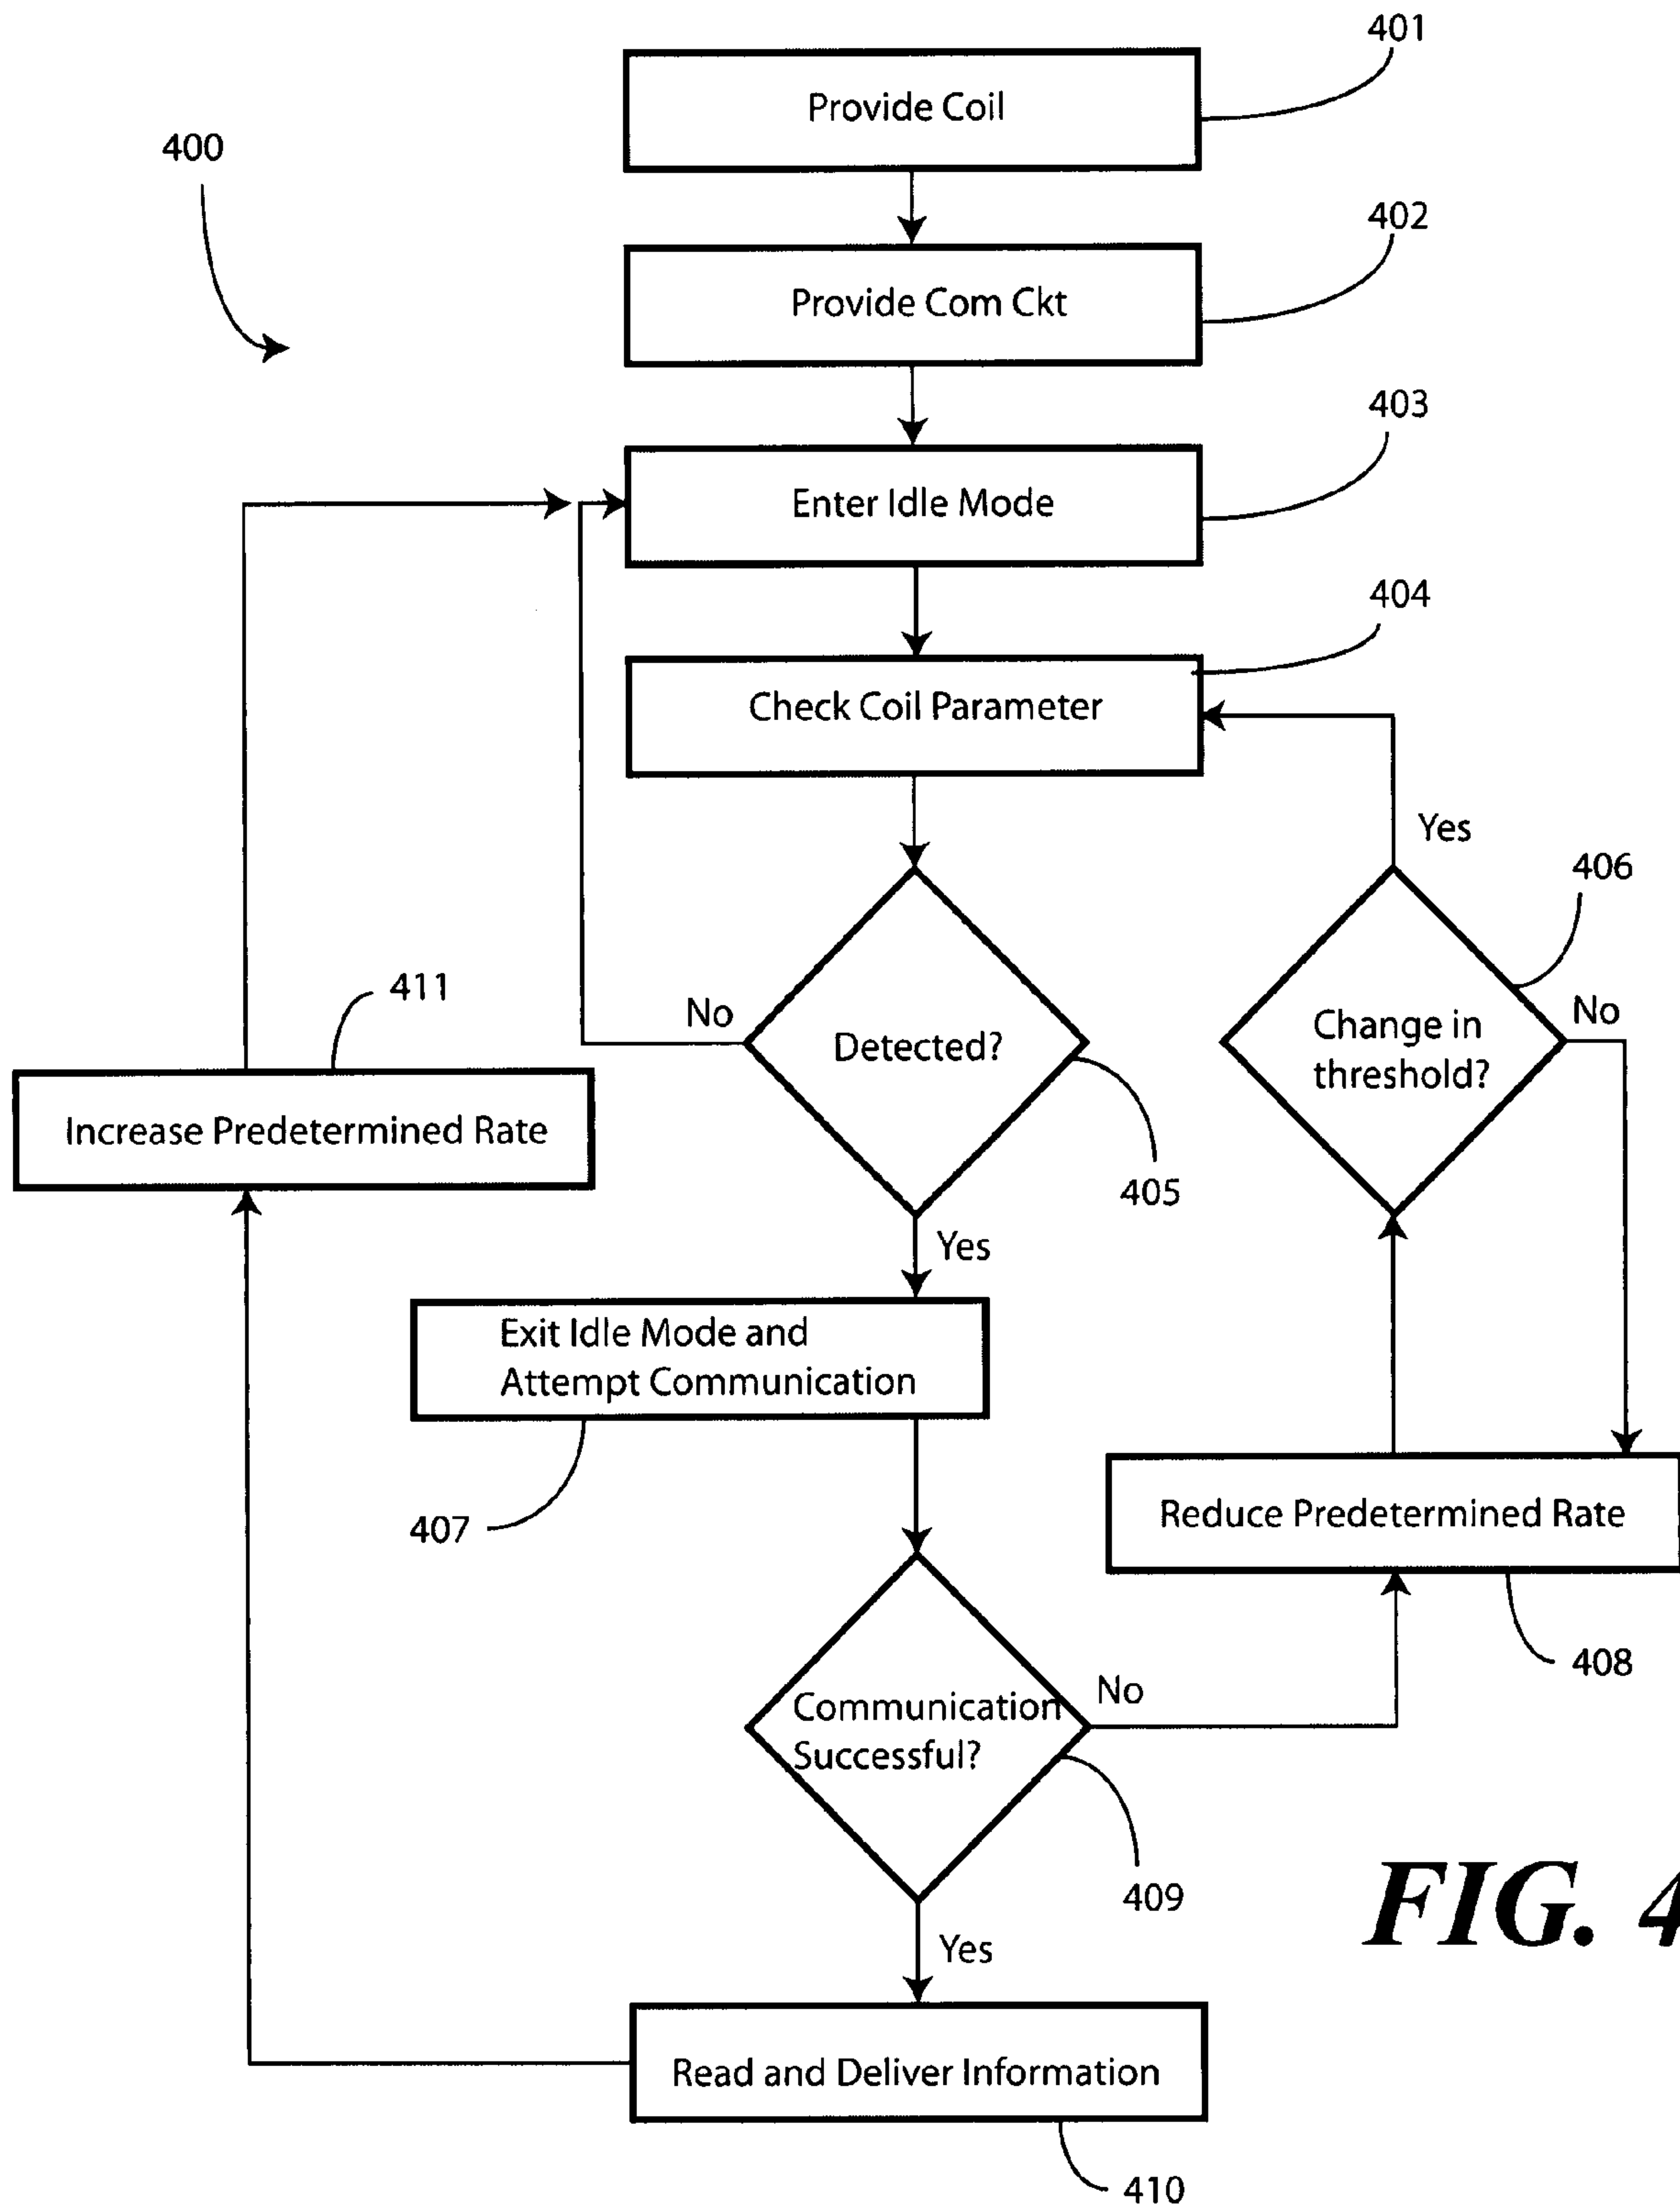 401
Provide Coil
400
402
Provide Com Ckt
403
Enter Idle Mode
404
Check Coil Parameter
Yes
406
411
No
Detected?
Change in
threshold?
No
Increase Predetermined Rate
405
Yes
Exit Idle Mode and
Attempt Communication
407
Reduce Predetermined Rate
408
Communication
Successful?
No
409
FIG. 4
Yes
Read and Deliver Information
410